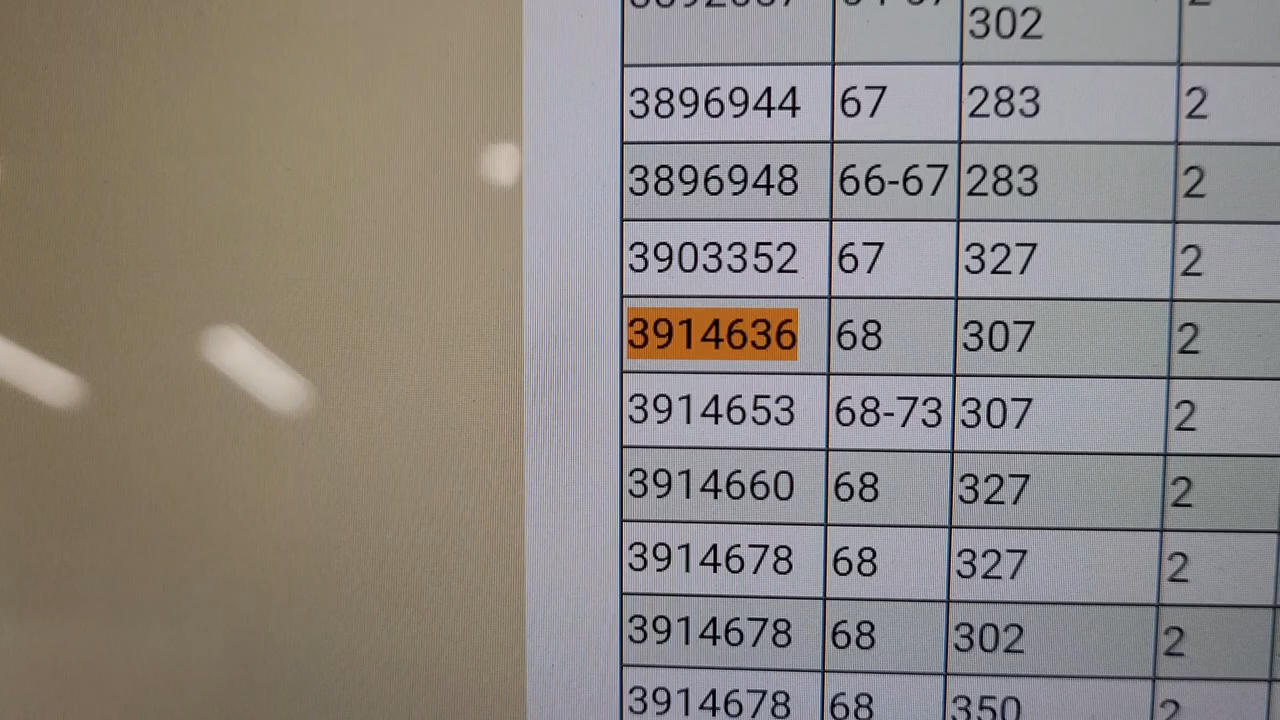 302
3896944 67 283 2
3896948 66-67 283 2
3903352 67 327 2
3914636 68 307 2
3914653 68-73 307 2
3914660 68 327 2
3914678 68 327 2
3914678 68 302 2
3914678 68 350 2